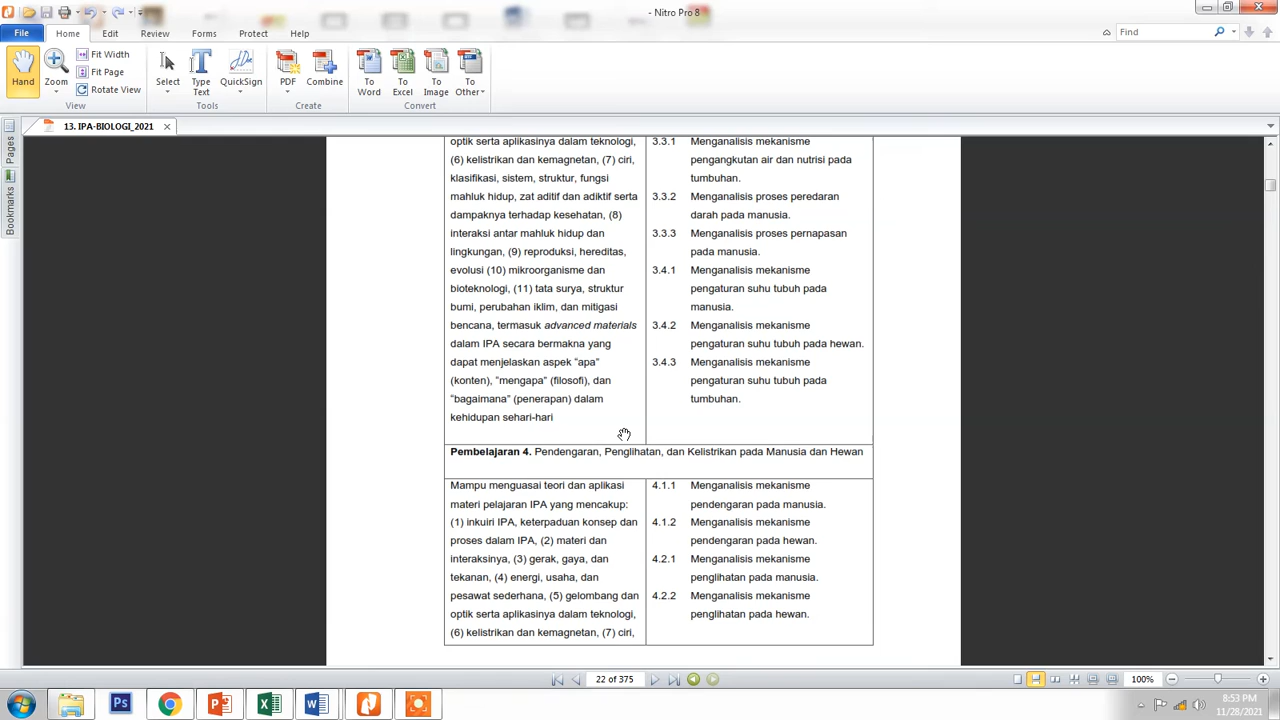 - Nitro Pro 8
File
Home
Edit
Review
Forms
Protect
Help
Find
Hand
Zoom
Fit Width
Fit Page
Rotate View
View
Select
Type Text
QuickSign
Tools
PDF
Combine
Create
To Word
To Excel
To Image
To Other
Convert
13. IPA-BIOLOGI_2021
Pages
Bookmarks
optik serta aplikasinya dalam teknologi,
(6) kelistrikan dan kemagnetan, (7) ciri,
klasifikasi, sistem, struktur, fungsi
mahluk hidup, zat aditif dan adiktif serta
dampaknya terhadap kesehatan, (8)
interaksi antar mahluk hidup dan
lingkungan, (9) reproduksi, hereditas,
evolusi (10) mikroorganisme dan
bioteknologi, (11) tata surya, struktur
bumi, perubahan iklim, dan mitigasi
bencana, termasuk advanced materials
dalam IPA secara bermakna yang
dapat menjelaskan aspek “apa”
(konten), “mengapa” (filosofi), dan
“bagaimana” (penerapan) dalam
kehidupan sehari-hari
3.3.1 Menganalisis mekanisme
pengangkutan air dan nutrisi pada
tumbuhan.
3.3.2 Menganalisis proses peredaran
darah pada manusia.
3.3.3 Menganalisis proses pernapasan
pada manusia.
3.4.1 Menganalisis mekanisme
pengaturan suhu tubuh pada
manusia.
3.4.2 Menganalisis mekanisme
pengaturan suhu tubuh pada hewan.
3.4.3 Menganalisis mekanisme
pengaturan suhu tubuh pada
tumbuhan.
Pembelajaran 4. Pendengaran, Penglihatan, dan Kelistrikan pada Manusia dan Hewan
Mampu menguasai teori dan aplikasi
materi pelajaran IPA yang mencakup:
(1) inkuiri IPA, keterpaduan konsep dan
proses dalam IPA, (2) materi dan
interaksinya, (3) gerak, gaya, dan
tekanan, (4) energi, usaha, dan
pesawat sederhana, (5) gelombang dan
optik serta aplikasinya dalam teknologi,
(6) kelistrikan dan kemagnetan, (7) ciri,
4.1.1 Menganalisis mekanisme
pendengaran pada manusia.
4.1.2 Menganalisis mekanisme
pendengaran pada hewan.
4.2.1 Menganalisis mekanisme
penglihatan pada manusia.
4.2.2 Menganalisis mekanisme
penglihatan pada hewan.
22 of 375
100%
Ps
8:53 PM
11/28/2021